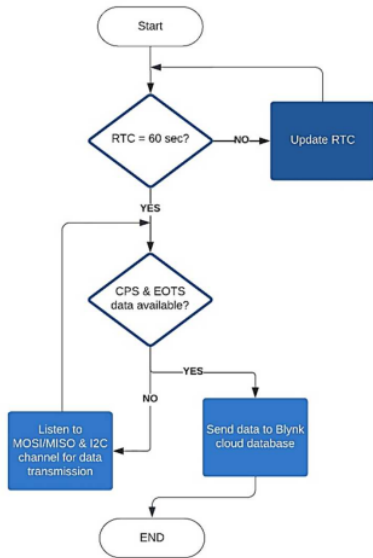 Start
RTC = 60 sec?
NO
Update RTC
YES
CPS & EOTS
data available?
YES
NO
Listen to
MOSI/MISO & I2C
channel for data
transmission
Send data to Blynk
cloud database
END